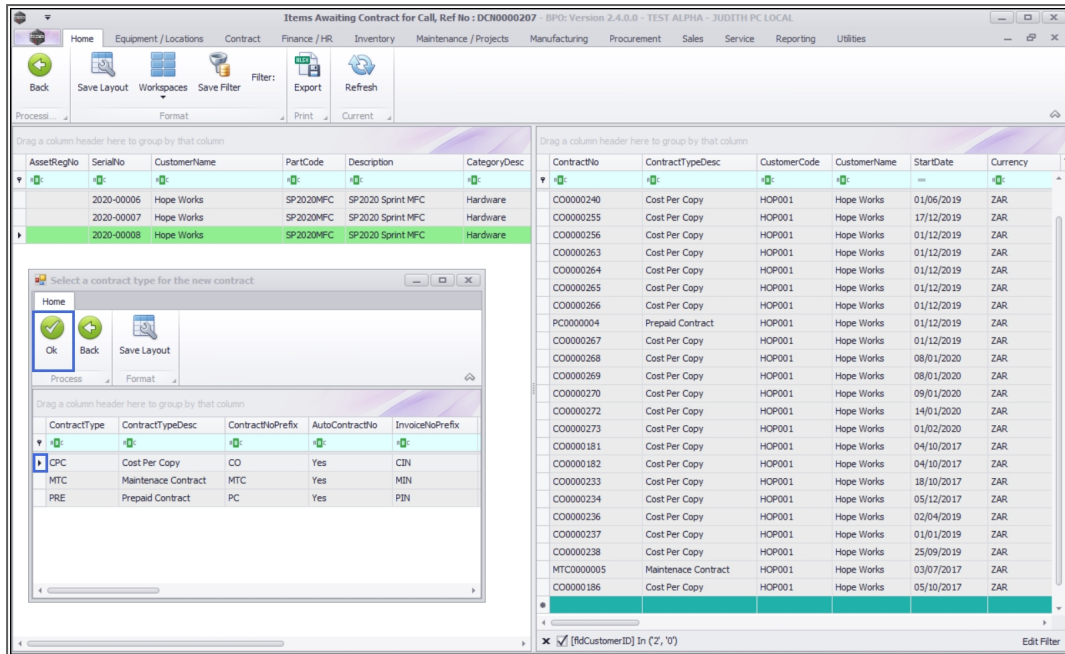 Items Awaiting Contract for Call, Ref No : DCN0000207 - BPO: Version 2.4.0.0 - TEST ALPHA - JUDITH PC LOCAL
Home Equipment / Locations Contract Finance / HR Inventory Maintenance / Projects Manufacturing Procurement Sales Service Reporting Utilities
Back Save Layout Workspaces Save Filter Filter: Export Refresh
Processi... Format Print Current
Drag a column header here to group by that column
AssetRegNo SerialNo CustomerName PartCode Description CategoryDesc
2020-00006 Hope Works SP2020MFC SP2020 Sprint MFC Hardware
2020-00007 Hope Works SP2020MFC SP2020 Sprint MFC Hardware
2020-00008 Hope Works SP2020MFC SP2020 Sprint MFC Hardware
Select a contract type for the new contract
Home
Ok Back Save Layout
Process Format
Drag a column header here to group by that column
ContractType ContractTypeDesc ContractNoPrefix AutoContractNo InvoiceNoPrefix
CPC Cost Per Copy CO Yes CIN
MTC Maintenace Contract MTC Yes MIN
PRE Prepaid Contract PC Yes PIN
Drag a column header here to group by that column
ContractNo ContractTypeDesc CustomerCode CustomerName StartDate Currency
CO0000240 Cost Per Copy HOP001 Hope Works 01/06/2019 ZAR
CO0000255 Cost Per Copy HOP001 Hope Works 17/12/2019 ZAR
CO0000256 Cost Per Copy HOP001 Hope Works 01/12/2019 ZAR
CO0000263 Cost Per Copy HOP001 Hope Works 01/12/2019 ZAR
CO0000264 Cost Per Copy HOP001 Hope Works 01/12/2019 ZAR
CO0000265 Cost Per Copy HOP001 Hope Works 01/12/2019 ZAR
CO0000266 Cost Per Copy HOP001 Hope Works 01/12/2019 ZAR
PC0000004 Prepaid Contract HOP001 Hope Works 01/12/2019 ZAR
CO0000267 Cost Per Copy HOP001 Hope Works 01/12/2019 ZAR
CO0000268 Cost Per Copy HOP001 Hope Works 08/01/2020 ZAR
CO0000269 Cost Per Copy HOP001 Hope Works 08/01/2020 ZAR
CO0000270 Cost Per Copy HOP001 Hope Works 09/01/2020 ZAR
CO0000272 Cost Per Copy HOP001 Hope Works 14/01/2020 ZAR
CO0000273 Cost Per Copy HOP001 Hope Works 01/02/2020 ZAR
CO0000181 Cost Per Copy HOP001 Hope Works 04/10/2017 ZAR
CO0000182 Cost Per Copy HOP001 Hope Works 04/10/2017 ZAR
CO0000233 Cost Per Copy HOP001 Hope Works 18/10/2017 ZAR
CO0000234 Cost Per Copy HOP001 Hope Works 05/12/2017 ZAR
CO0000236 Cost Per Copy HOP001 Hope Works 02/04/2019 ZAR
CO0000237 Cost Per Copy HOP001 Hope Works 01/01/2019 ZAR
CO0000238 Cost Per Copy HOP001 Hope Works 25/09/2019 ZAR
MTC0000005 Maintenace Contract HOP001 Hope Works 03/07/2017 ZAR
CO0000186 Cost Per Copy HOP001 Hope Works 05/10/2017 ZAR
[fldCustomerID] In ('2', '0') Edit Filter